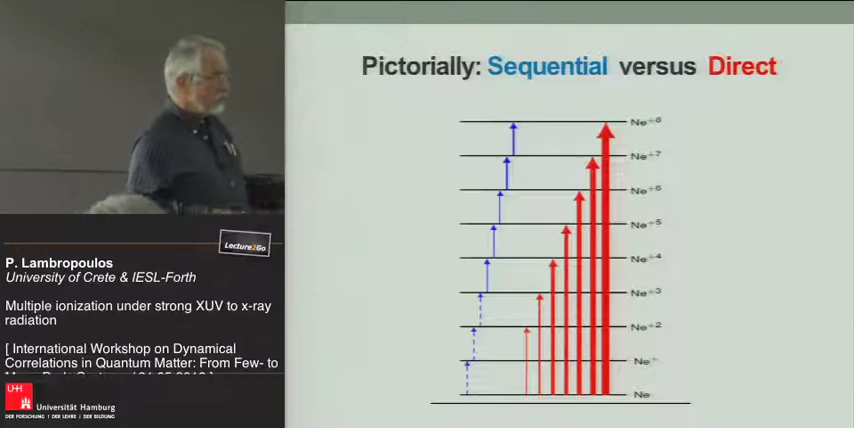 Pictorially: Sequential versus Direct
Ne+8
Ne+7
Ne+6
Ne+5
Ne+4
Ne+3
Ne+2
Ne+
Ne
Lecture2Go
P. Lambropoulos
University of Crete & IESL-Forth
Multiple ionization under strong XUV to x-ray
radiation
[ International Workshop on Dynamical
Correlations in Quantum Matter: From Few- to
UH
Universität Hamburg
DER FORSCHUNG | DER LEHRE | DER BILDUNG